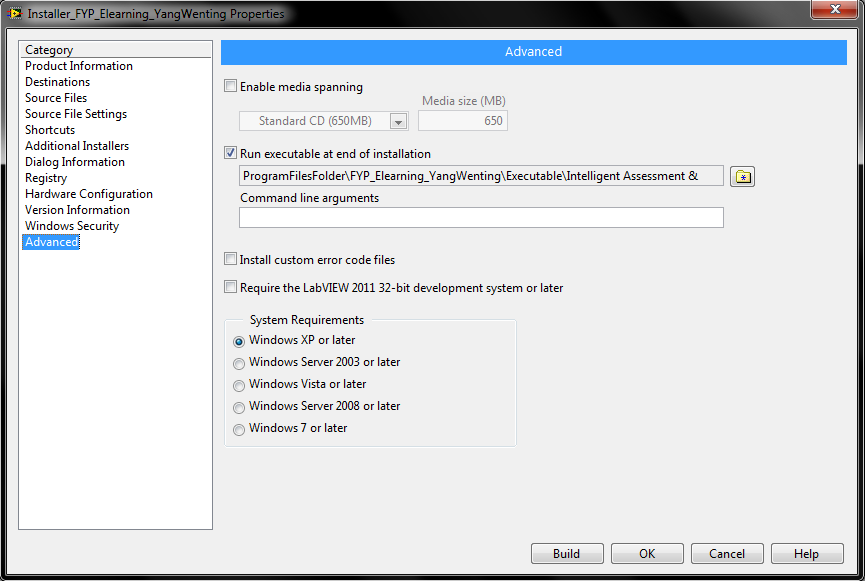 Installer_FYP_Elearning_YangWenting Properties
Category
Product Information
Destinations
Source Files
Source File Settings
Shortcuts
Additional Installers
Dialog Information
Registry
Hardware Configuration
Version Information
Windows Security
Advanced
Advanced
Enable media spanning
Media size (MB)
Standard CD (650MB)
650
Run executable at end of installation
ProgramFilesFolder\FYP_Elearning_YangWenting\Executable\Intelligent Assessment &
Command line arguments
Install custom error code files
Require the LabVIEW 2011 32-bit development system or later
System Requirements
Windows XP or later
Windows Server 2003 or later
Windows Vista or later
Windows Server 2008 or later
Windows 7 or later
Build
OK
Cancel
Help